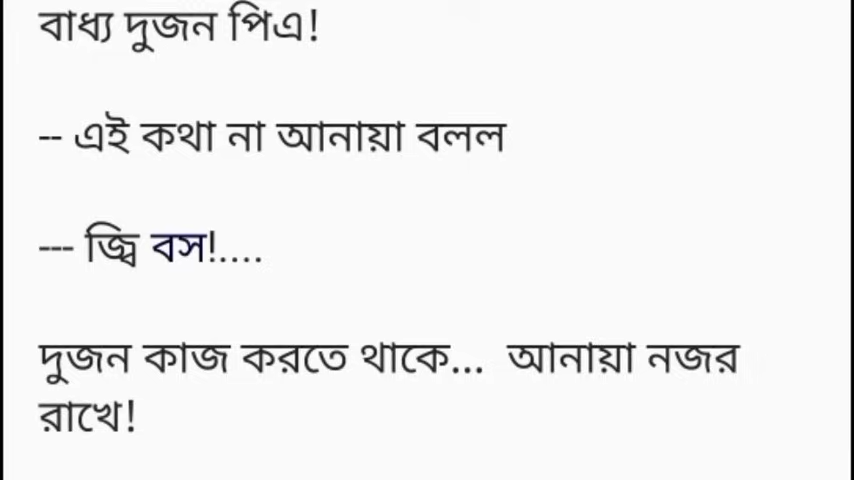 বাধ্য দুজন পিএ!
-- এই কথা না আনায়া বলল
--- জ্বি বস!....
দুজন কাজ করতে থাকে... আনায়া নজর
রাখে!